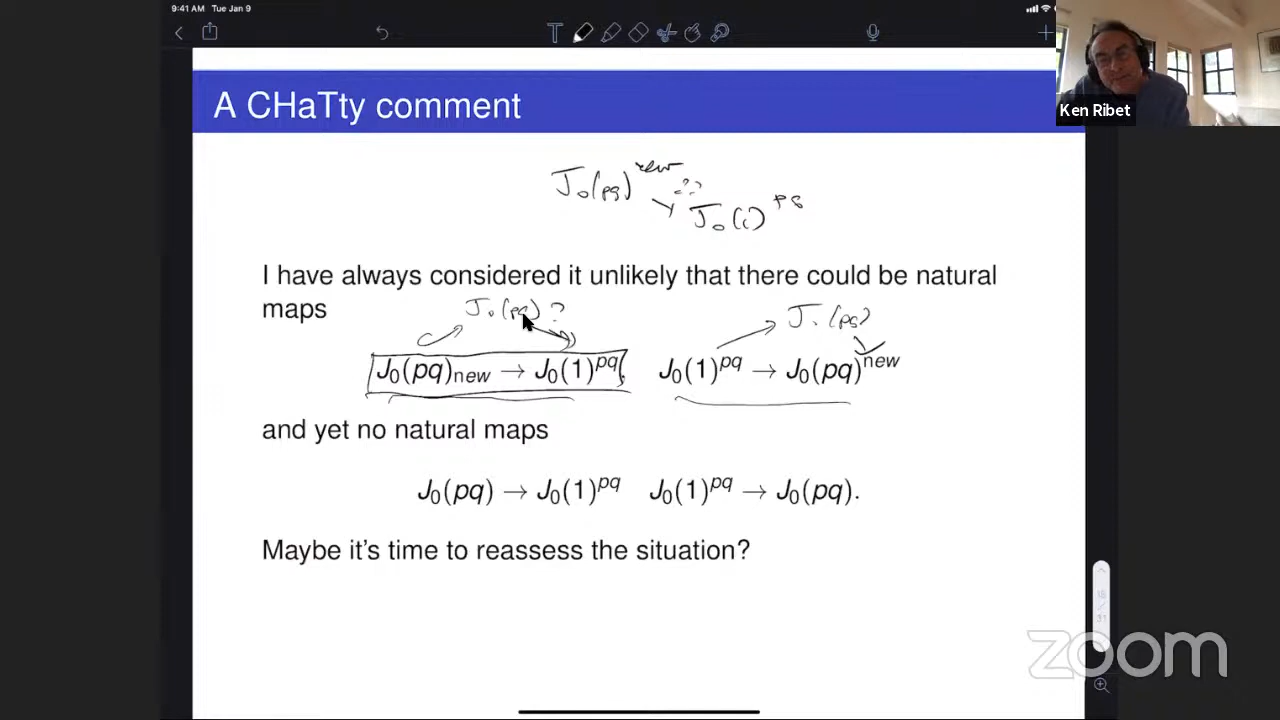 9:41 AM Tue Jan 9
Ken Ribet
A CHaTty comment
J₀(pq)^new
??
J₀(1)^pq
I have always considered it unlikely that there could be natural
maps
J₀(pq)?
J₀(pq)
J₀(pq)_new → J₀(1)^pq, J₀(1)^pq → J₀(pq)^new
and yet no natural maps
J₀(pq) → J₀(1)^pq J₀(1)^pq → J₀(pq).
Maybe it's time to reassess the situation?
18
31
zoom